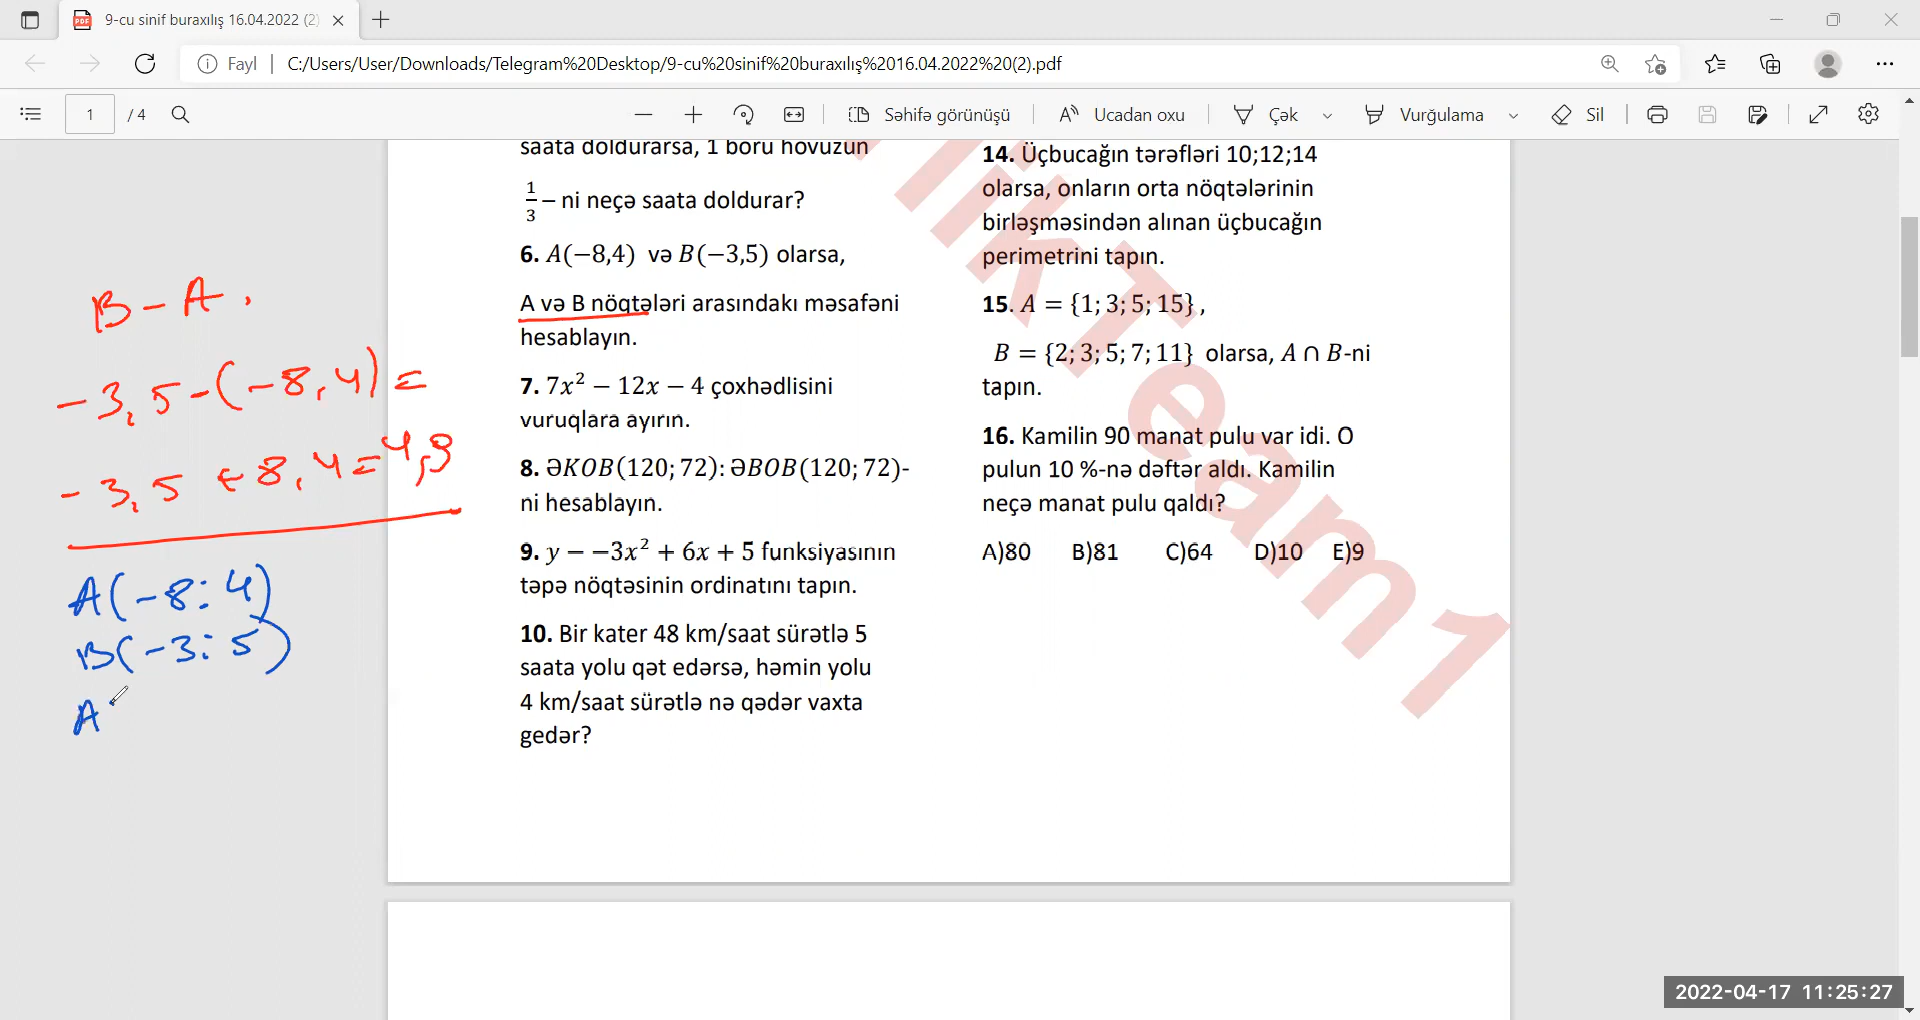 9-cu sinif buraxılış 16.04.2022 (2)
Fayl
C:/Users/User/Downloads/Telegram%20Desktop/9-cu%20sinif%20buraxılış%2016.04.2022%20(2).pdf
1 / 4
Səhifə görünüşü
Ucadan oxu
Çək
Vurğulama
Sil
saata doldurarsa, 1 boru hovuzun
1/3 – ni neçə saata doldurar?
6. A(−8,4) və B(−3,5) olarsa,
A və B nöqtələri arasındakı məsafəni
hesablayın.
7. 7x² − 12x − 4 çoxhədlisini
vuruqlara ayırın.
8. ƏKOB(120; 72): ƏBOB(120; 72)-
ni hesablayın.
9. y − −3x² + 6x + 5 funksiyasının
təpə nöqtəsinin ordinatını tapın.
10. Bir kater 48 km/saat sürətlə 5
saata yolu qət edərsə, həmin yolu
4 km/saat sürətlə nə qədər vaxta
gedər?
14. Üçbucağın tərəfləri 10;12;14
olarsa, onların orta nöqtələrinin
birləşməsindən alınan üçbucağın
perimetrini tapın.
15. A = {1; 3; 5; 15} ,
B = {2; 3; 5; 7; 11} olarsa, A ∩ B-ni
tapın.
16. Kamilin 90 manat pulu var idi. O
pulun 10 %-nə dəftər aldı. Kamilin
neçə manat pulu qaldı?
A)80 B)81 C)64 D)10 E)9
B - A .
- 3,5 - (- 8,4) =
- 3,5 + 8,4 = 4,9
A(-8; 4)
B(-3; 5)
A
likTeam1
2022-04-17 11:25:27